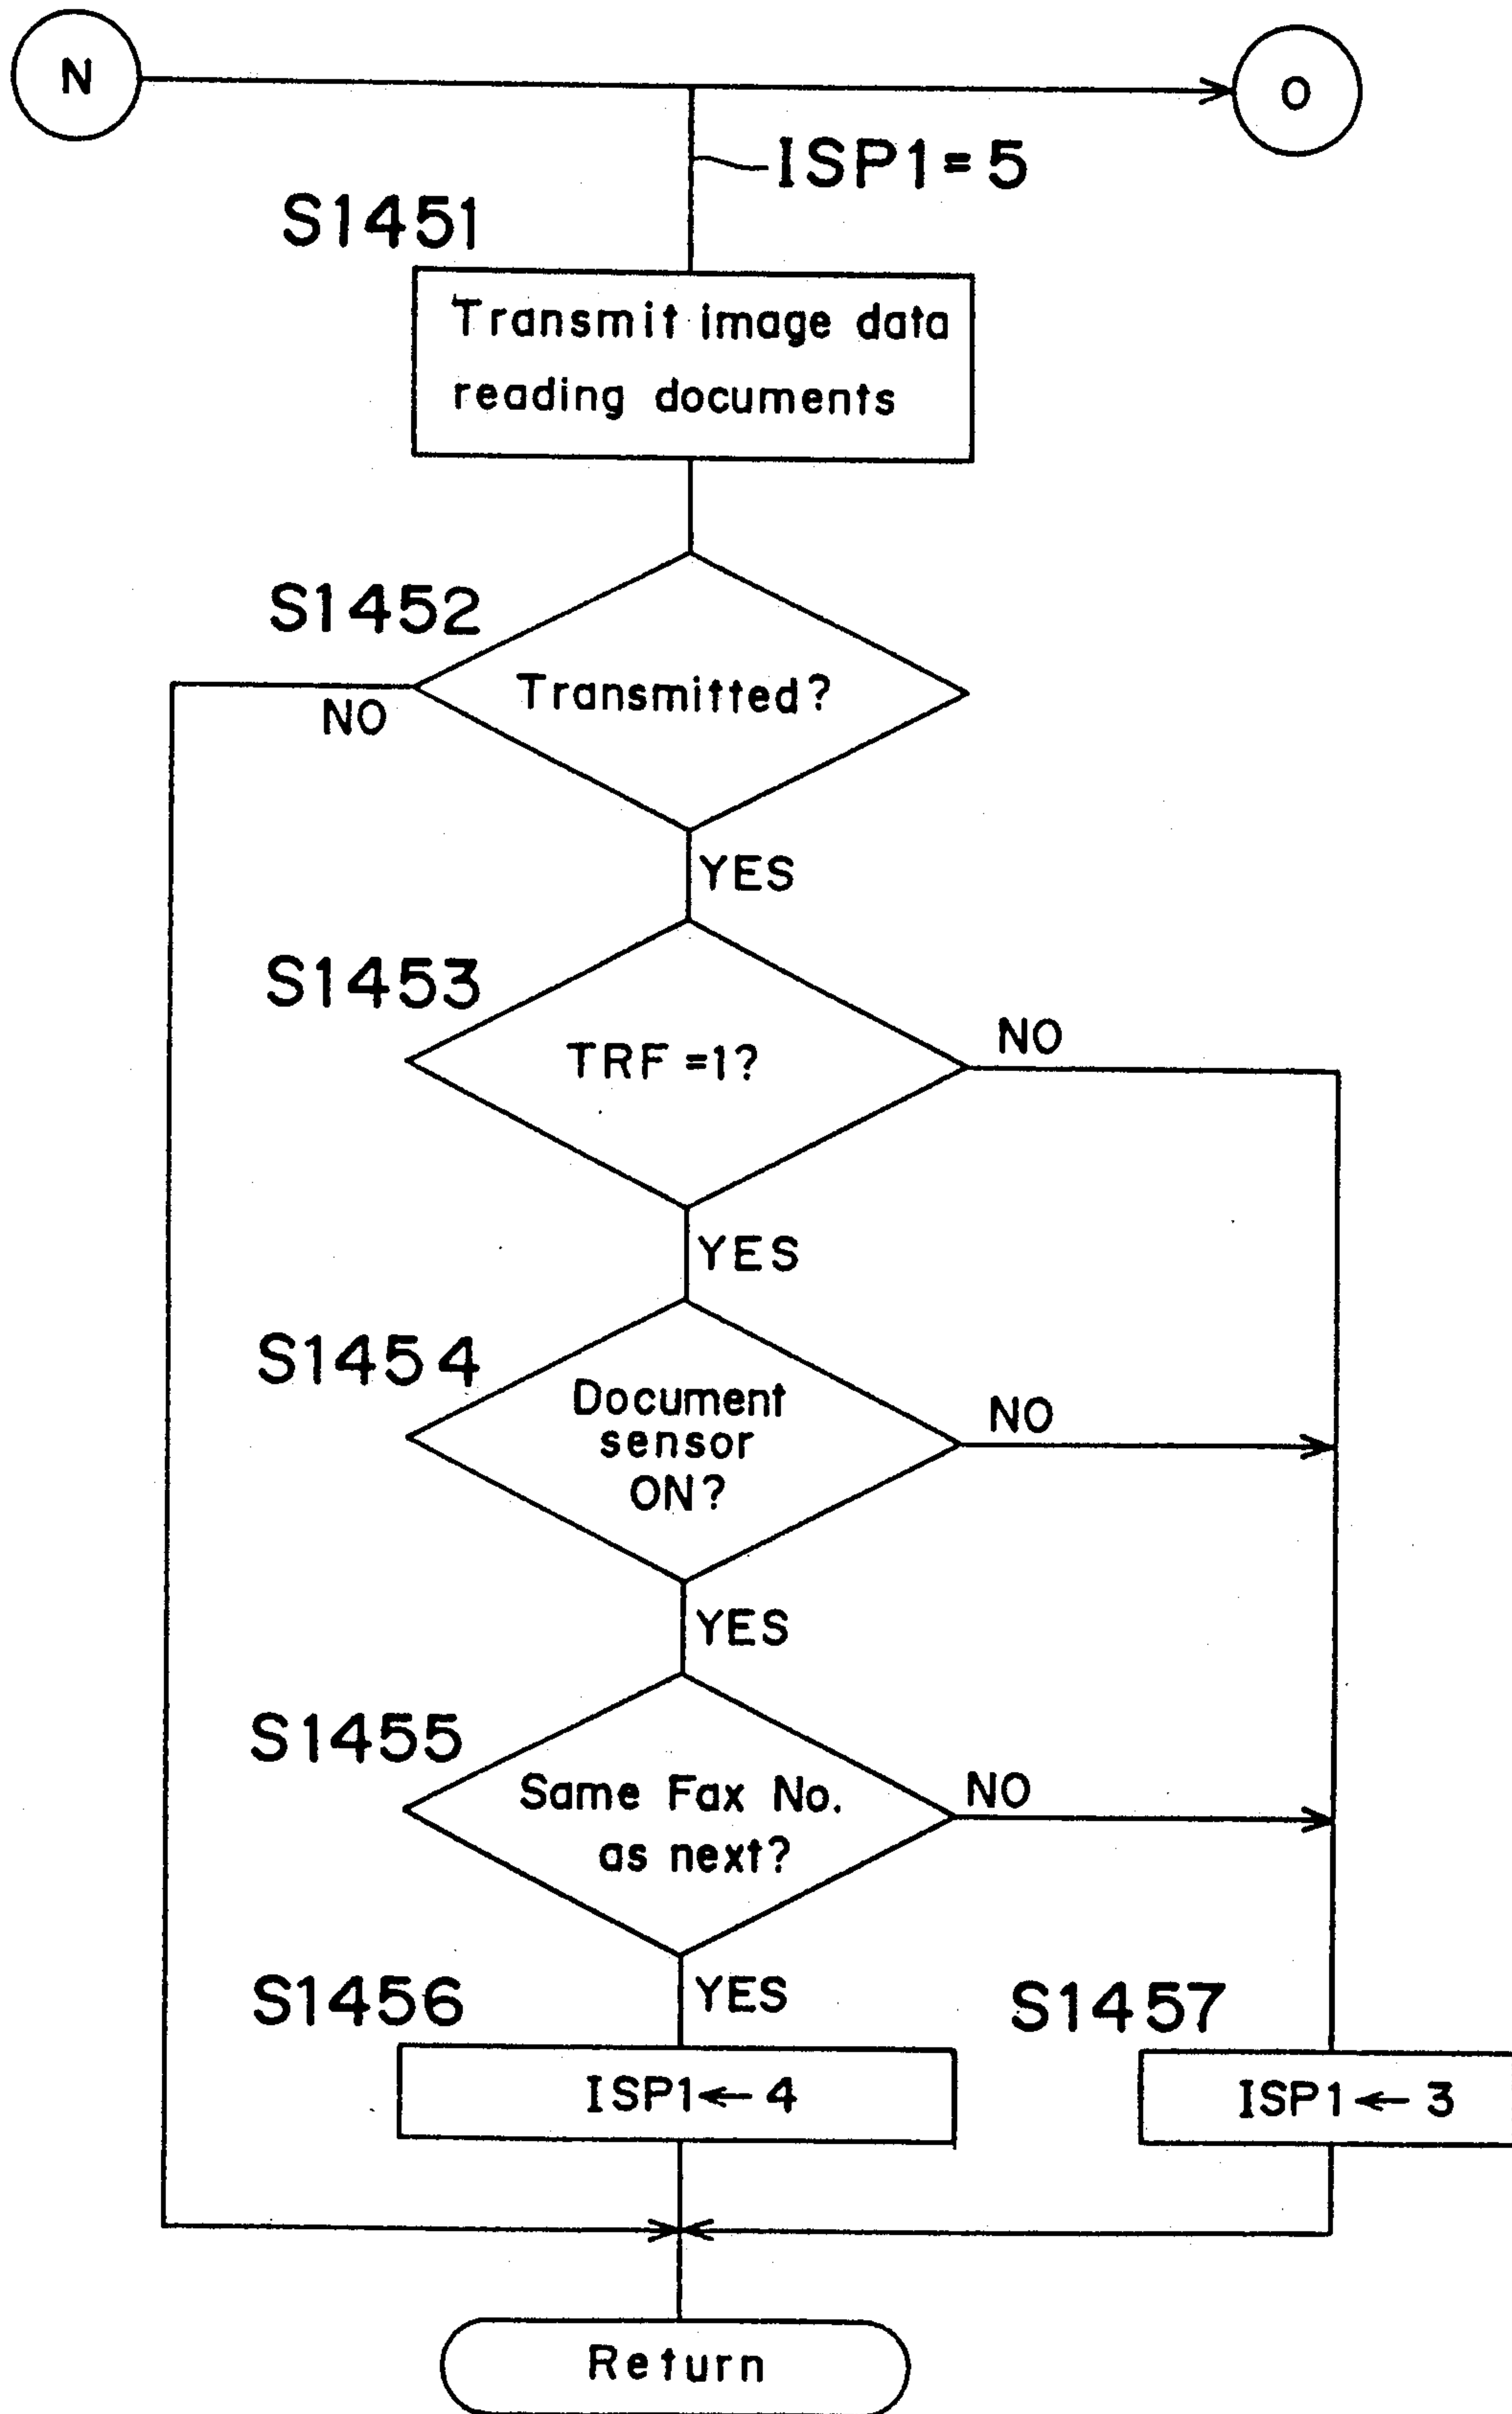 N
O
ISP1=5
S1451
Transmit image data
reading documents
S1452
Transmitted?
NO
YES
S1453
TRF =1?
NO
YES
S1454
Document
sensor
ON?
NO
YES
S1455
Same Fax No.
as next?
NO
YES
S1456
ISP1←4
S1457
ISP1←3
Return